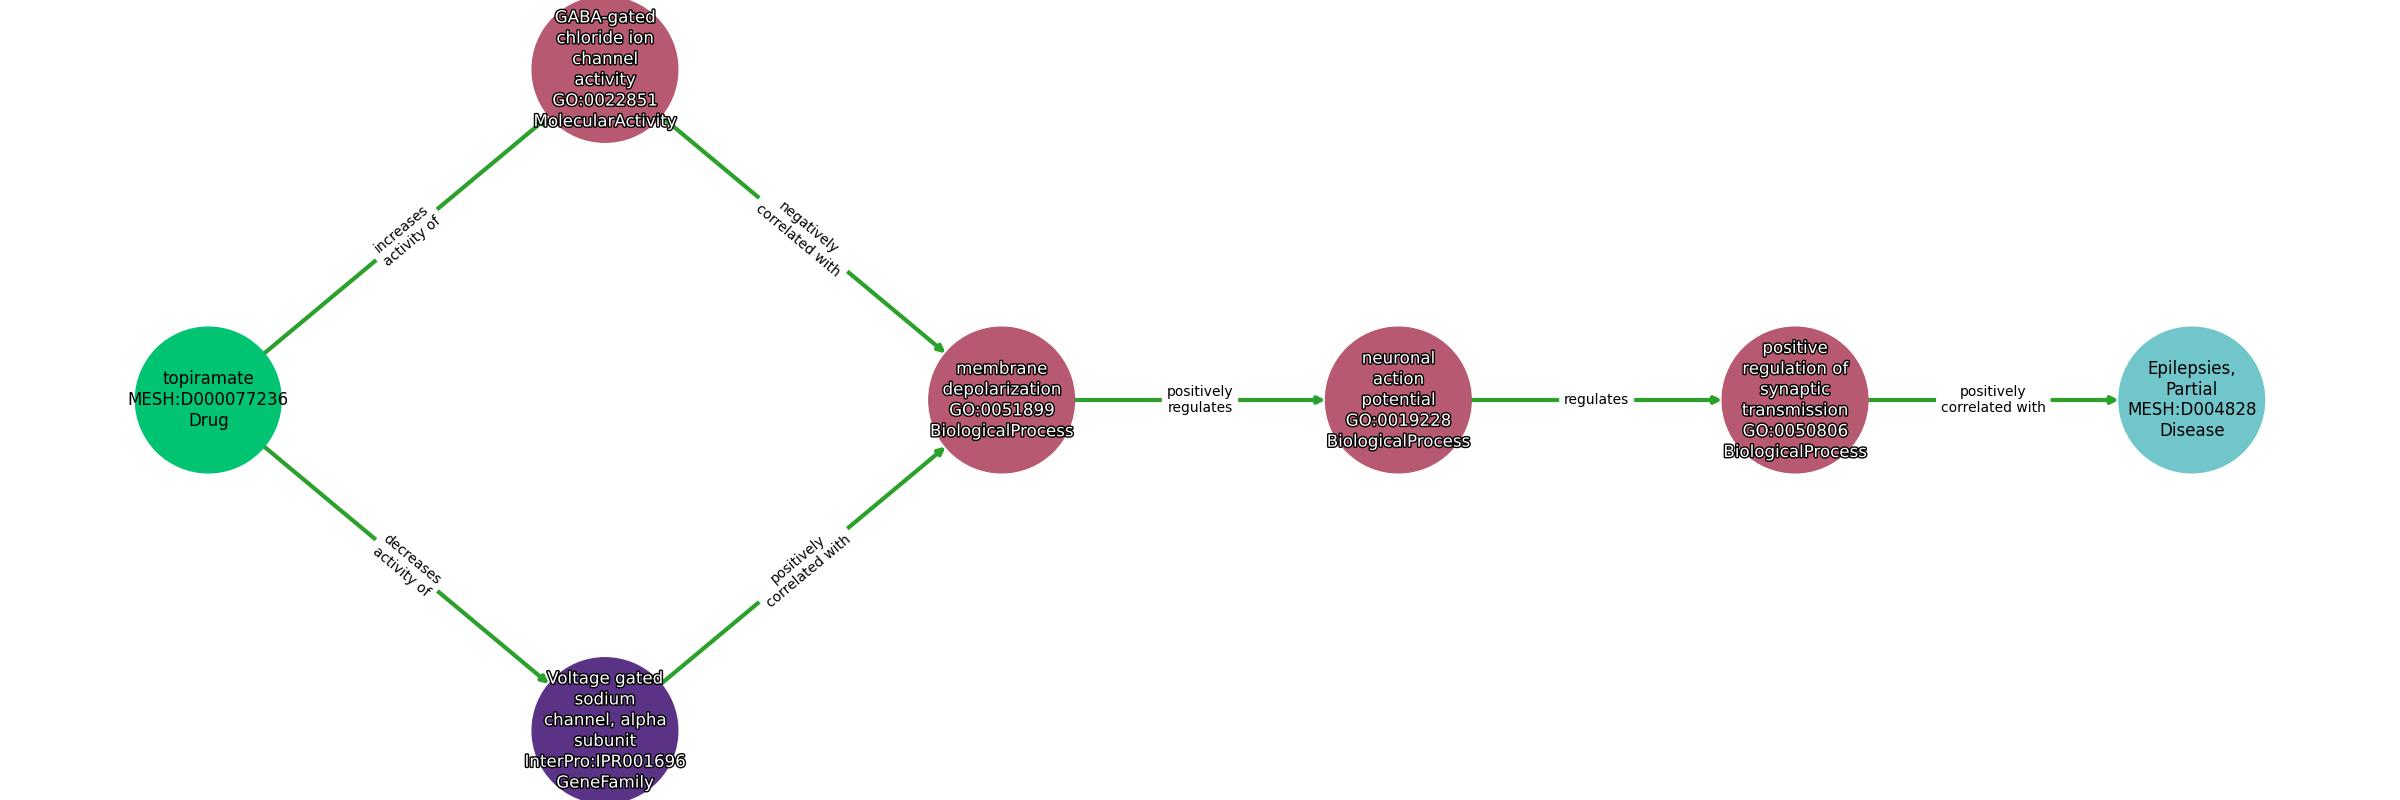 GABA-gated
chloride ion
channel
activity
GO:0022851
MolecularActivity
increases
activity of
negatively
correlated with
topiramate
MESH:D000077236
Drug
membrane
depolarization
GO:0051899
BiologicalProcess
positively
regulates
neuronal
action
potential
GO:0019228
BiologicalProcess
regulates
positive
regulation of
synaptic
transmission
GO:0050806
BiologicalProcess
positively
correlated with
Epilepsies,
Partial
MESH:D004828
Disease
decreases
activity of
positively
correlated with
Voltage gated
sodium
channel, alpha
subunit
InterPro:IPR001696
GeneFamily